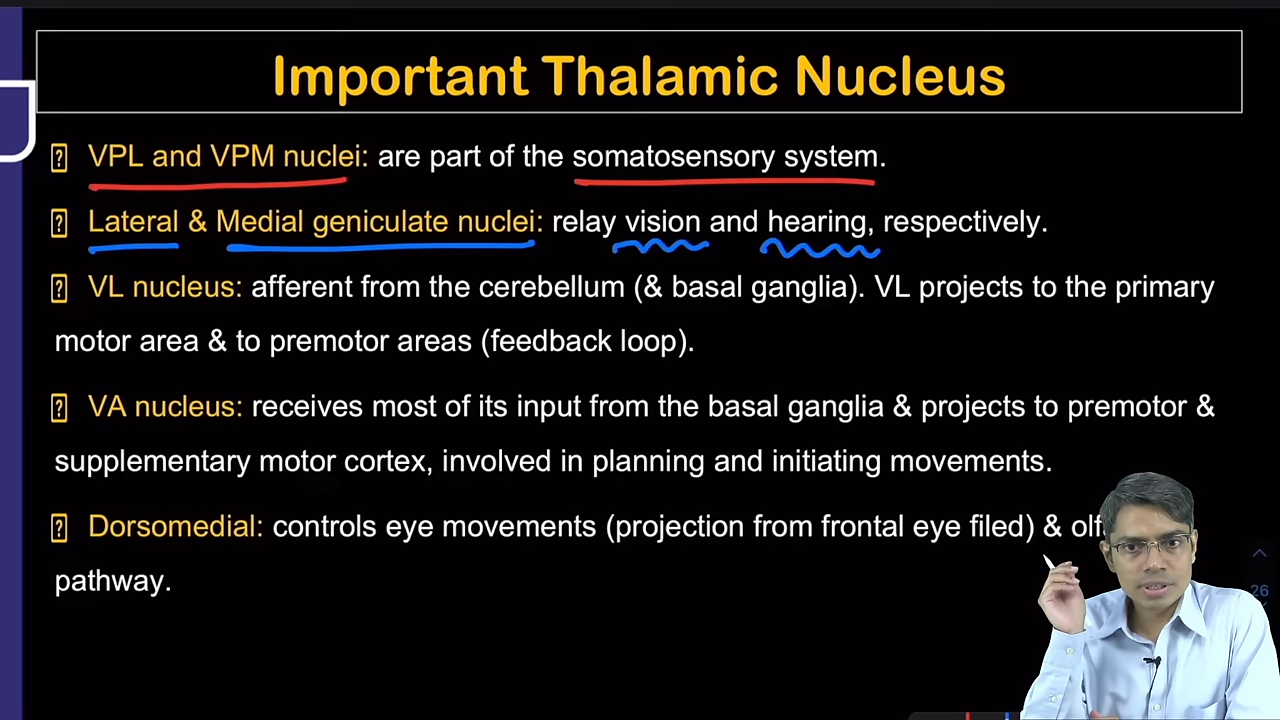 Important Thalamic Nucleus
VPL and VPM nuclei: are part of the somatosensory system.
Lateral & Medial geniculate nuclei: relay vision and hearing, respectively.
VL nucleus: afferent from the cerebellum (& basal ganglia). VL projects to the primary
motor area & to premotor areas (feedback loop).
VA nucleus: receives most of its input from the basal ganglia & projects to premotor &
supplementary motor cortex, involved in planning and initiating movements.
Dorsomedial: controls eye movements (projection from frontal eye filed) &
pathway.
26